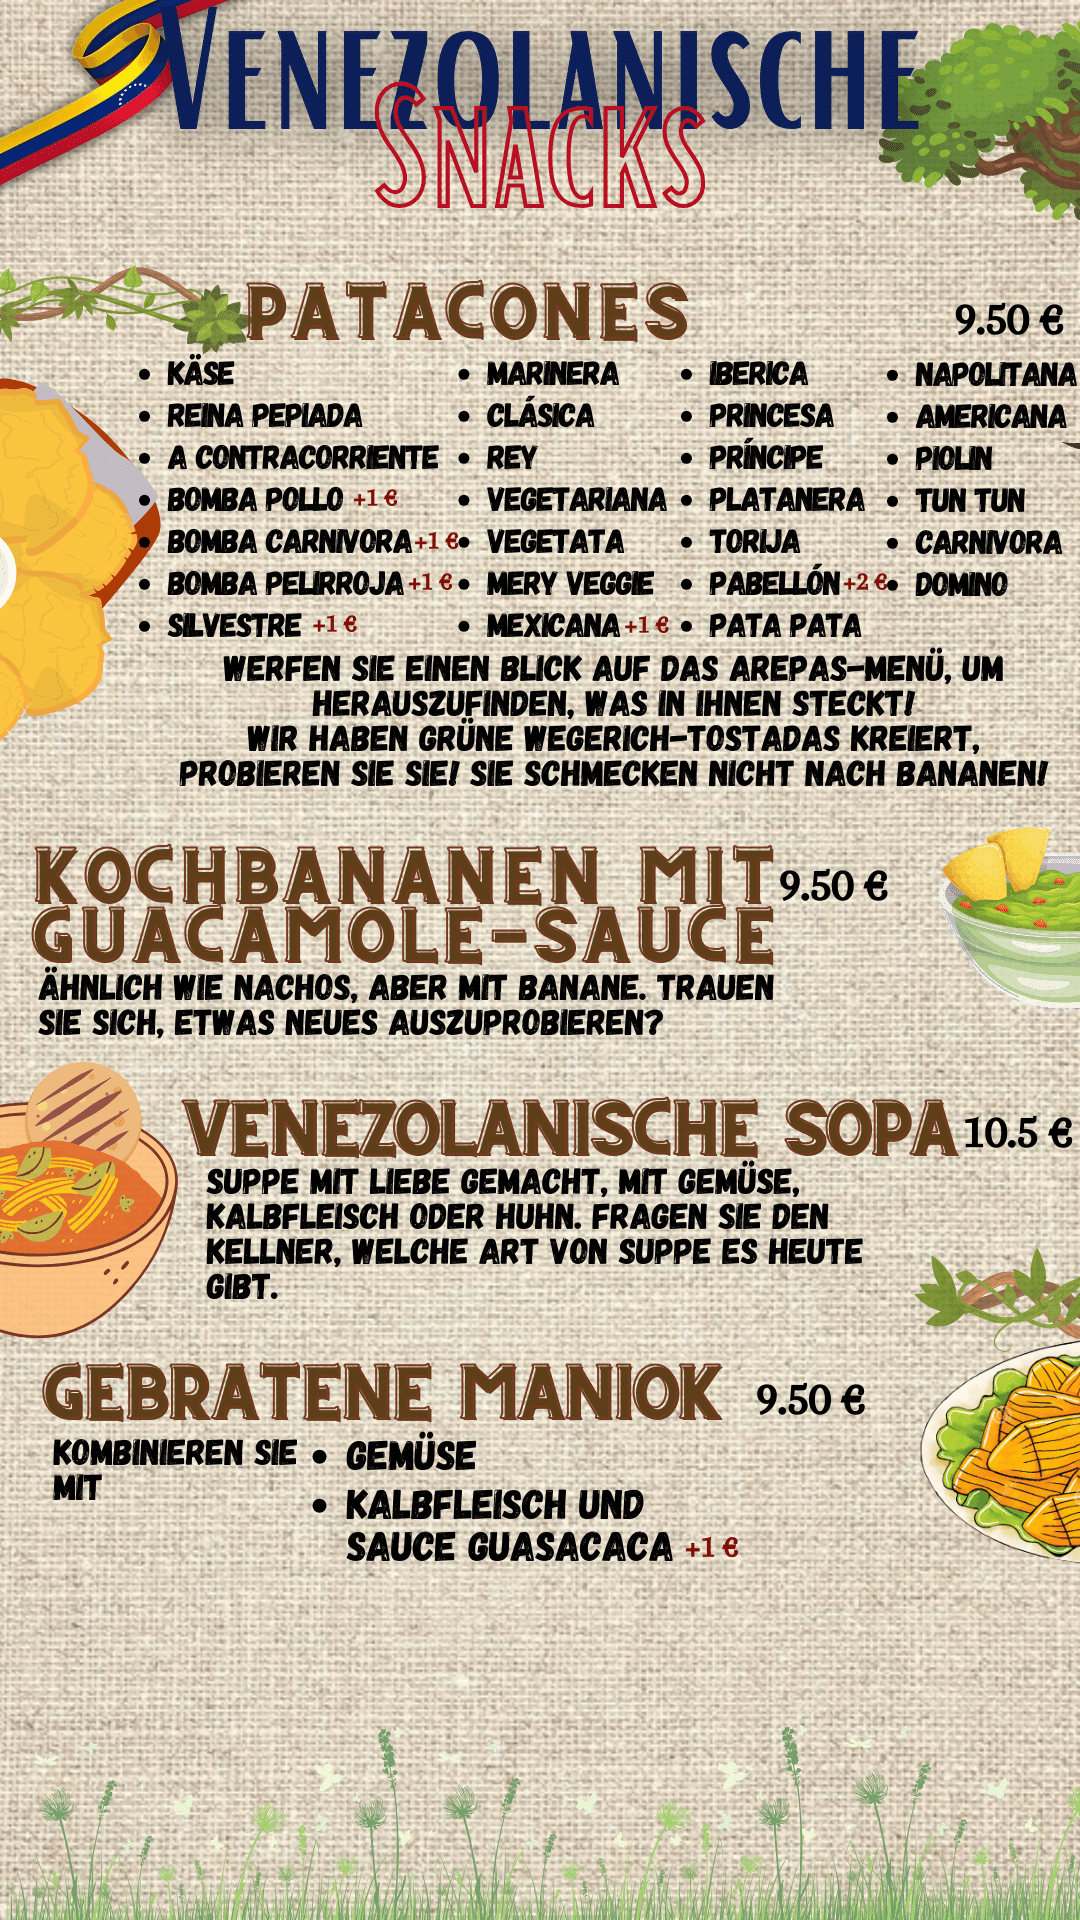 VENEZOLANISCHE
SNACKS
PATACONES 9.50 €
• KÄSE
• REINA PEPIADA
• A CONTRACORRIENTE
• BOMBA POLLO +1 €
• BOMBA CARNIVORA +1 €
• BOMBA PELIRROJA +1 €
• SILVESTRE +1 €
• MARINERA
• CLÁSICA
• REY
• VEGETARIANA
• VEGETATA
• MERY VEGGIE
• MEXICANA +1 €
• IBERICA
• PRINCESA
• PRÍNCIPE
• PLATANERA
• TORIJA
• PABELLÓN +2 €
• PATA PATA
• NAPOLITANA
• AMERICANA
• PIOLIN
• TUN TUN
• CARNIVORA
• DOMINO
WERFEN SIE EINEN BLICK AUF DAS AREPAS-MENÜ, UM
HERAUSZUFINDEN, WAS IN IHNEN STECKT!
WIR HABEN GRÜNE WEGERICH-TOSTADAS KREIERT,
PROBIEREN SIE SIE! SIE SCHMECKEN NICHT NACH BANANEN!
KOCHBANANEN MIT 9.50 €
GUACAMOLE-SAUCE
ÄHNLICH WIE NACHOS, ABER MIT BANANE. TRAUEN
SIE SICH, ETWAS NEUES AUSZUPROBIEREN?
VENEZOLANISCHE SOPA 10.5 €
SUPPE MIT LIEBE GEMACHT, MIT GEMÜSE,
KALBFLEISCH ODER HUHN. FRAGEN SIE DEN
KELLNER, WELCHE ART VON SUPPE ES HEUTE
GIBT.
GEBRATENE MANIOK 9.50 €
KOMBINIEREN SIE
MIT
• GEMÜSE
• KALBFLEISCH UND
SAUCE GUASACACA +1 €